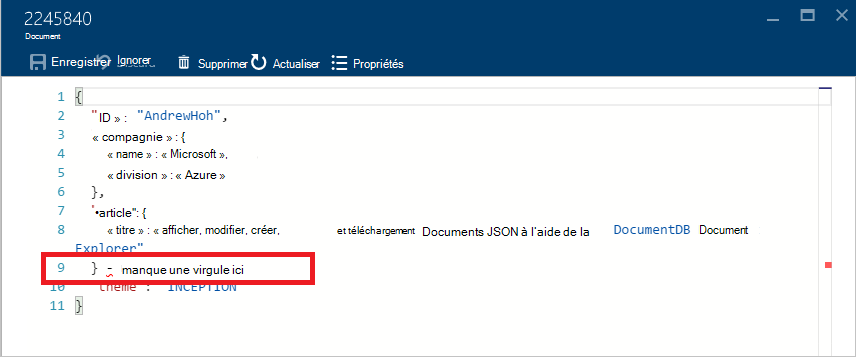 2245840
Document
Enregistrer Ignorer Supprimer Actualiser Propriétés
1 {
2 "ID » : "AndrewHoh",
3 « compagnie » : {
4 « name » : « Microsoft »,
5 « division » : « Azure »
6 },
7 "article": {
8 « titre » : « afficher, modifier, créer, et téléchargement Documents JSON à l'aide de la DocumentDB Document
Explorer"
9 } - manque une virgule ici
10 theme : INCEPTION
11 }